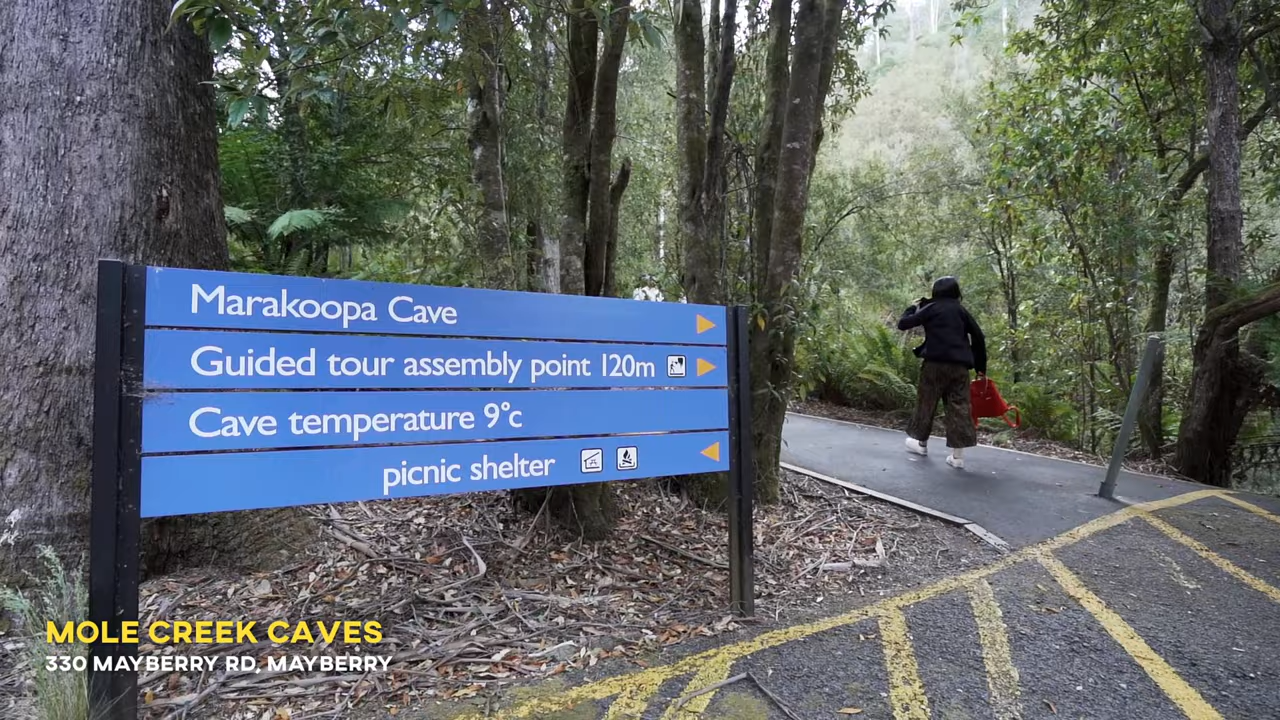 Marakoopa Cave
Guided tour assembly point 120m
Cave temperature 9°c
picnic shelter
MOLE CREEK CAVES
330 MAYBERRY RD, MAYBERRY